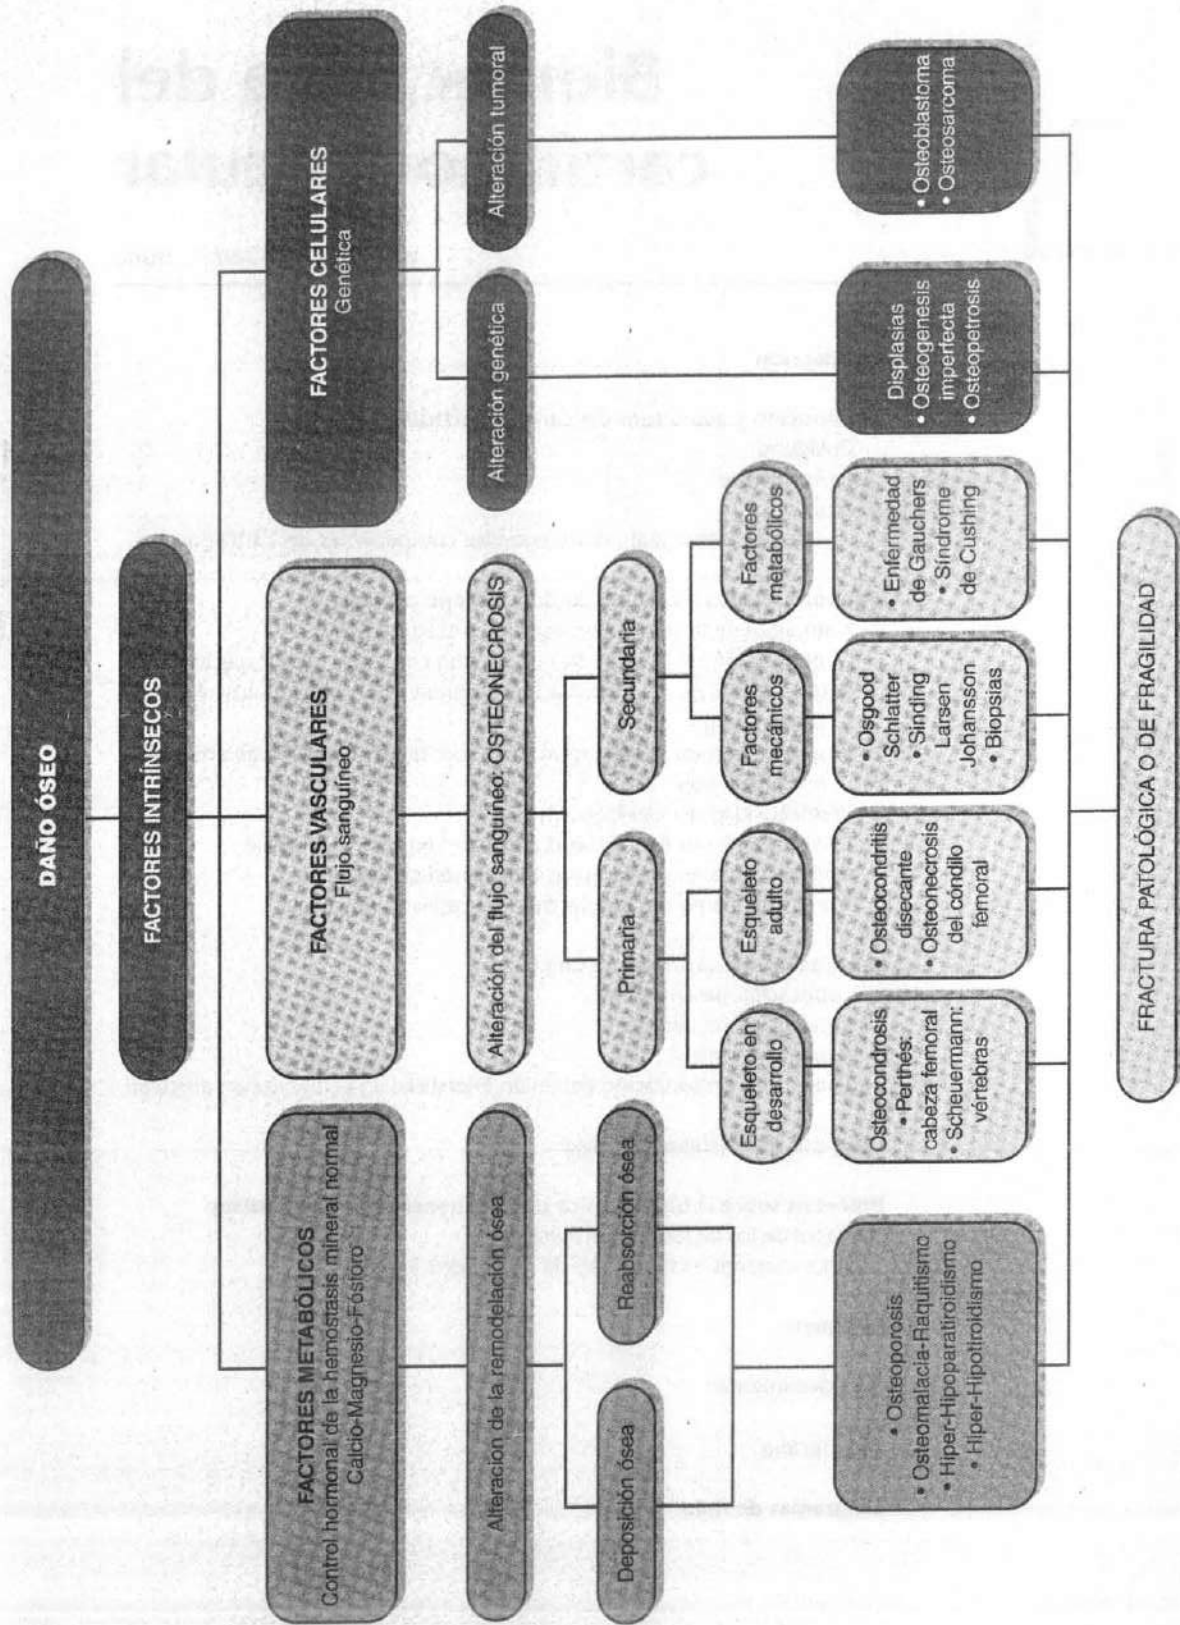 DAÑO ÓSEO
FACTORES INTRÍNSECOS
FACTORES METABÓLICOS
Control hormonal de la hemostasis mineral normal
Calcio-Magnesio-Fósforo
FACTORES VASCULARES
Flujo sanguíneo
FACTORES CELULARES
Genética
Alteración de la remodelación ósea
Alteración del flujo sanguíneo: OSTEONECROSIS
Alteración genética
Alteración tumoral
Deposición ósea
Reabsorción ósea
Primaria
Secundaria
Esqueleto en
desarrollo
Esqueleto
adulto
Factores
mecánicos
Factores
metabólicos
• Osteoporosis
• Osteomalacia-Raquitismo
• Hiper-Hipoparatiroidismo
• Hiper-Hipotiroidismo
Osteocondrosis
• Perthés:
cabeza femoral
• Scheuermann:
vértebras
• Osteocondritis
disecante
• Osteonecrosis
del cóndilo
femoral
• Osgood
Schlatter
• Sinding
Larsen
Johansson
• Biopsias
• Enfermedad
de Gauchers
• Síndrome
de Cushing
Displasias
• Osteogenesis
imperfecta
• Osteopetrosis
• Osteoblastoma
• Osteosarcoma
FRACTURA PATOLÓGICA O DE FRAGILIDAD